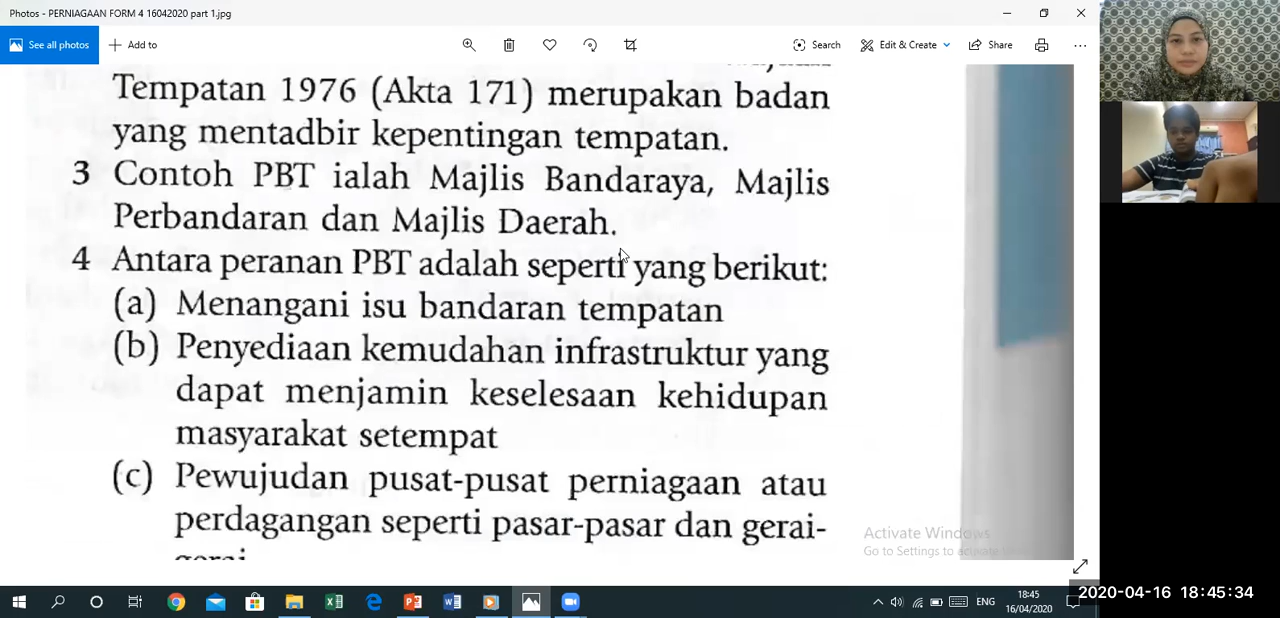 Photos - PERNIAGAAN FORM 4 16042020 part 1.jpg
See all photos
Add to
Search
Edit & Create
Share
Tempatan 1976 (Akta 171) merupakan badan
yang mentadbir kepentingan tempatan.
3 Contoh PBT ialah Majlis Bandaraya, Majlis
Perbandaran dan Majlis Daerah.
4 Antara peranan PBT adalah seperti yang berikut:
(a) Menangani isu bandaran tempatan
(b) Penyediaan kemudahan infrastruktur yang
dapat menjamin keselesaan kehidupan
masyarakat setempat
(c) Pewujudan pusat-pusat perniagaan atau
perdagangan seperti pasar-pasar dan gerai-
Activate Windows
Go to Settings to activate
ENG
18:45
16/04/2020
2020-04-16 18:45:34